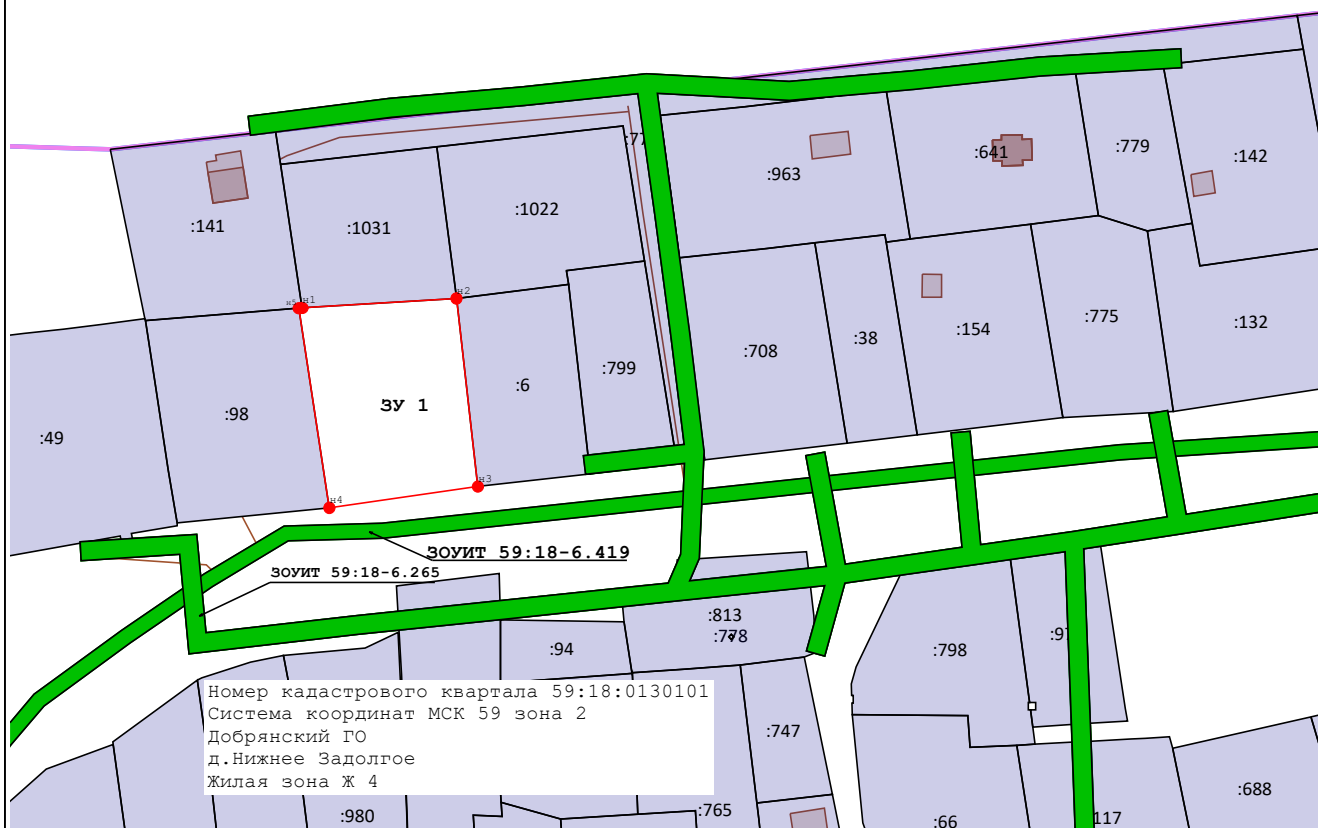 :77
:641
:779
:142
:963
:1022
:141
:1031
н5
н1
н2
:708
:38
:154
:775
:132
:799
:6
ЗУ 1
:98
:49
н3
н4
ЗОУИТ 59:18-6.419
ЗОУИТ 59:18-6.265
:813
:778
:94
:798
:97
Номер кадастрового квартала 59:18:0130101
Система координат МСК 59 зона 2
Добрянский ГО
д.Нижнее Задолгое
Жилая зона Ж 4
:747
:688
:980
:765
:66
117